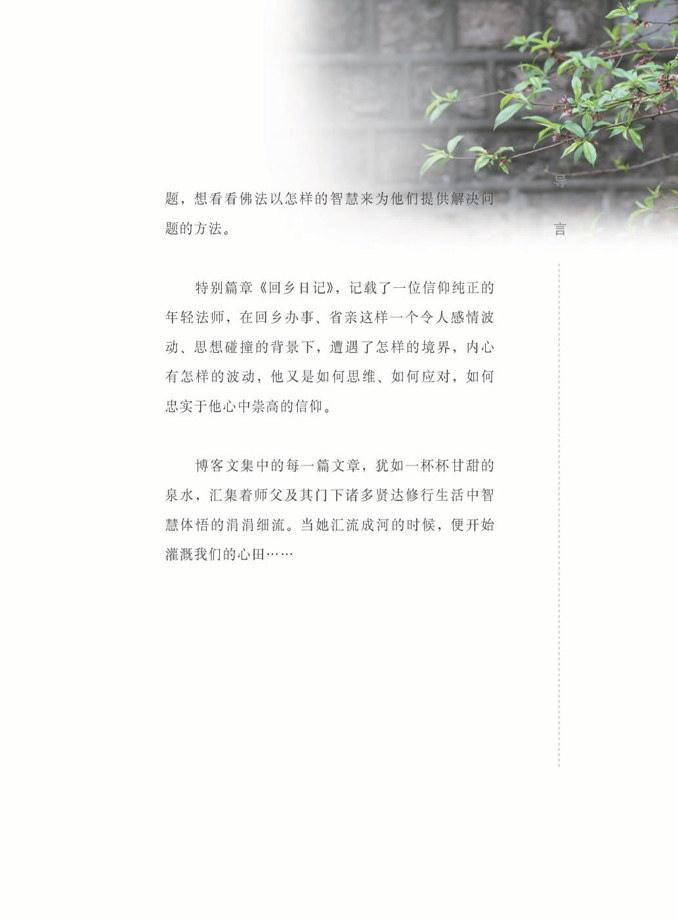 导
言
题，想看看佛法以怎样的智慧来为他们提供解决问
题的方法。
特别篇章《回乡日记》，记载了一位信仰纯正的
年轻法师，在回乡办事、省亲这样一个令人感情波
动、思想碰撞的背景下，遭遇了怎样的境界，内心
有怎样的波动，他又是如何思维、如何应对，如何
忠实于他心中崇高的信仰。
博客文集中的每一篇文章，犹如一杯杯甘甜的
泉水，汇集着师父及其门下诸多贤达修行生活中智
慧体悟的涓涓细流。当她汇流成河的时候，便开始
灌溉我们的心田……